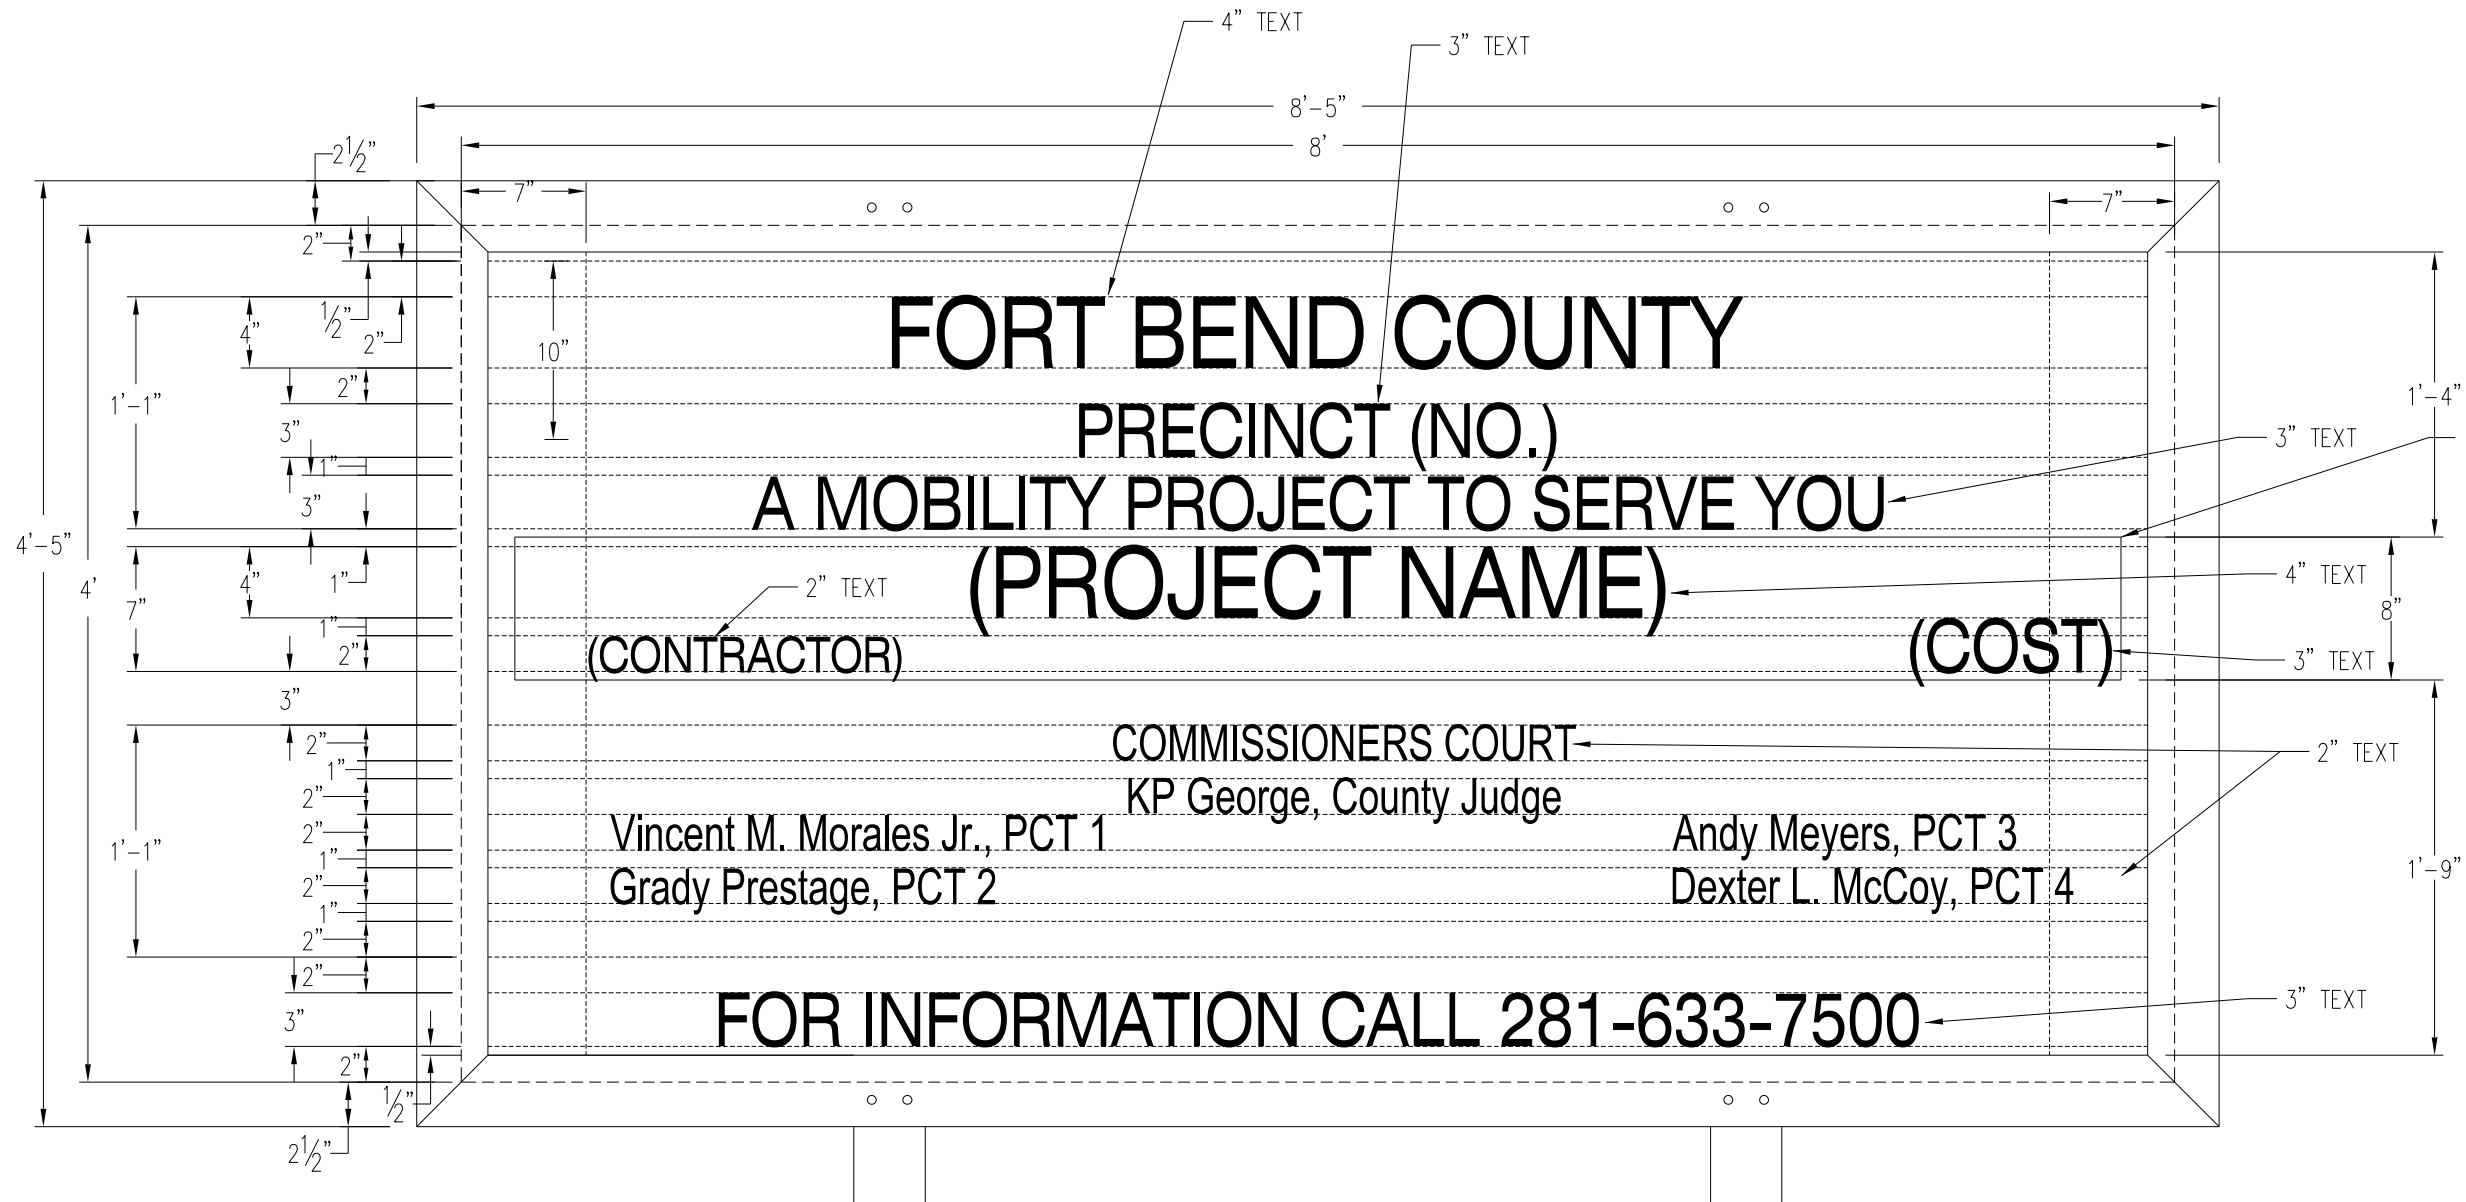 4” TEXT
3” TEXT
8'-5”
8'
2½”
7”
7”
2”
½”
2”
4”
10”
FORT BEND COUNTY
2”
1'-1”
1'-4”
PRECINCT (NO.)
3”
3” TEXT
1”
A MOBILITY PROJECT TO SERVE YOU
3”
4'-5”
4'
(PROJECT NAME)
4” TEXT
1”
4”
7”
2” TEXT
8”
1”
(CONTRACTOR)
(COST)
2”
3” TEXT
3”
COMMISSIONERS COURT
2”
2” TEXT
1”
KP George, County Judge
2”
Vincent M. Morales Jr., PCT 1
Andy Meyers, PCT 3
2”
1'-1”
1”
1'-9”
Grady Prestage, PCT 2
Dexter L. McCoy, PCT 4
2”
1”
2”
2”
3” TEXT
FOR INFORMATION CALL 281-633-7500
3”
2”
½”
2½”